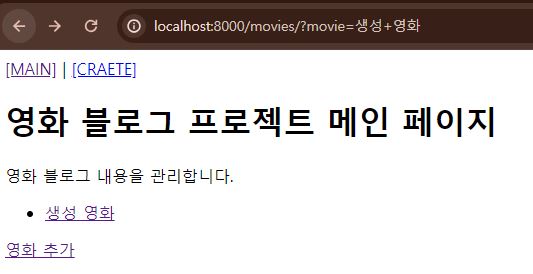 localhost:8000/movies/?movie=생성+영화
[MAIN] | [CRAETE]
영화 블로그 프로젝트 메인 페이지
영화 블로그 내용을 관리합니다.
• 생성 영화
영화 추가